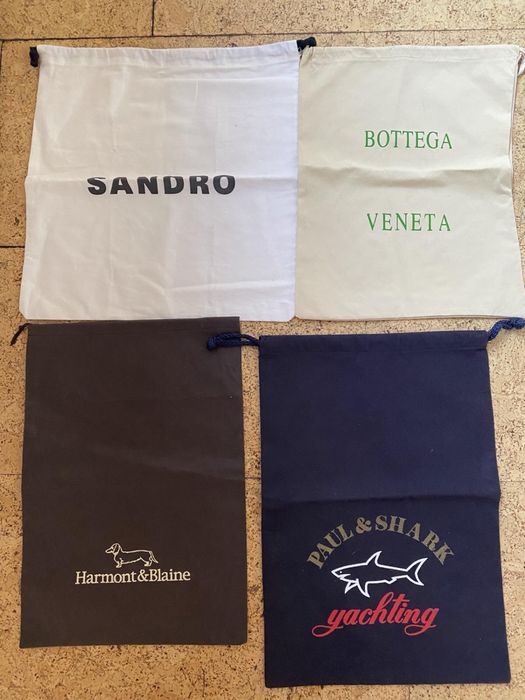 SANDRO
BOTTEGA
VENETA
Harmont&Blaine
PAUL & SHARK
yachting